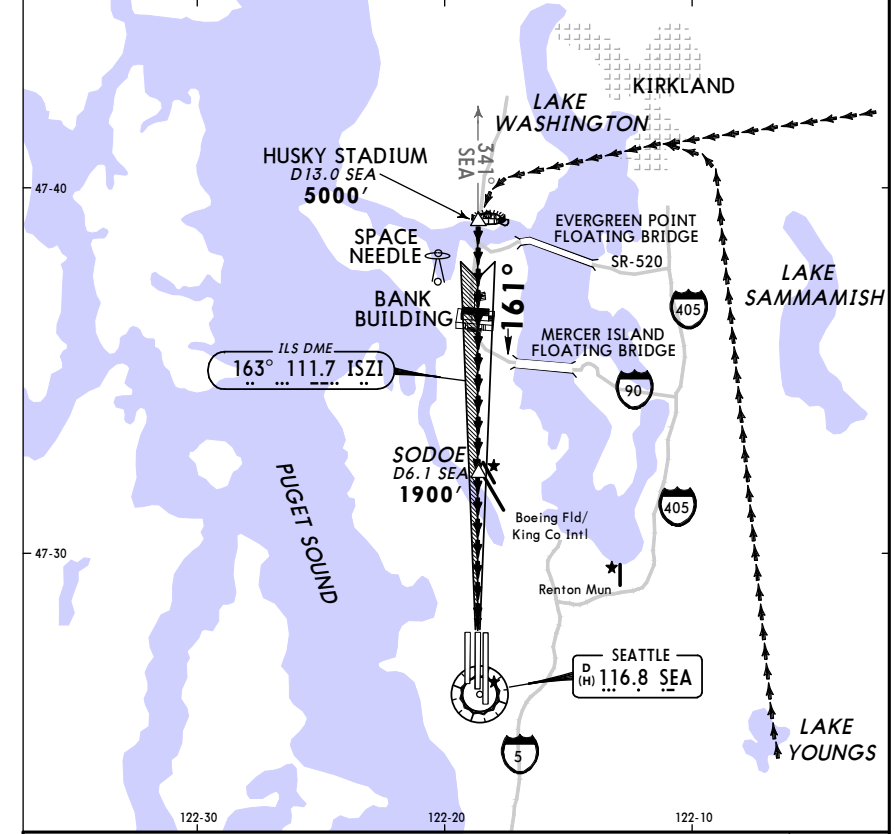 KIRKLAND
LAKE
WASHINGTON
341°
SEA
HUSKY STADIUM
D13.0 SEA
5000'
47-40
EVERGREEN POINT
FLOATING BRIDGE
SR-520
SPACE
NEEDLE
161°
LAKE
SAMMAMISH
405
BANK
BUILDING
MERCER ISLAND
FLOATING BRIDGE
ILS DME
163° 111.7 ISZI
90
SODOE
D6.1 SEA
1900'
PUGET SOUND
405
Boeing Fld/
King Co Intl
47-30
Renton Mun
SEATTLE
D
(H) 116.8 SEA
LAKE
YOUNGS
5
122-30
122-20
122-10